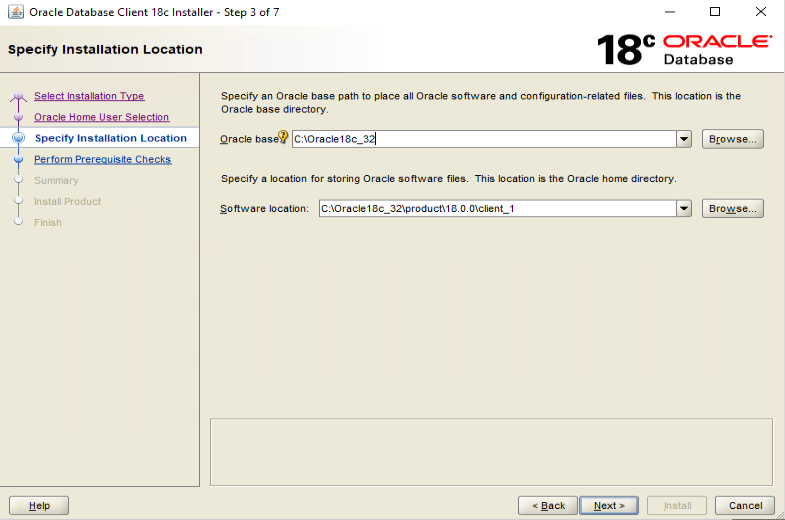 Oracle Database Client 18c Installer - Step 3 of 7
Specify Installation Location
18c ORACLE
Database
Select Installation Type
Oracle Home User Selection
Specify Installation Location
Perform Prerequisite Checks
Summary
Install Product
Finish
Specify an Oracle base path to place all Oracle software and configuration-related files. This location is the
Oracle base directory.
Oracle base: C:\Oracle18c_32 Browse...
Specify a location for storing Oracle software files. This location is the Oracle home directory.
Software location: C:\Oracle18c_32\product\18.0.0\client_1 Browse...
Help < Back Next > Install Cancel